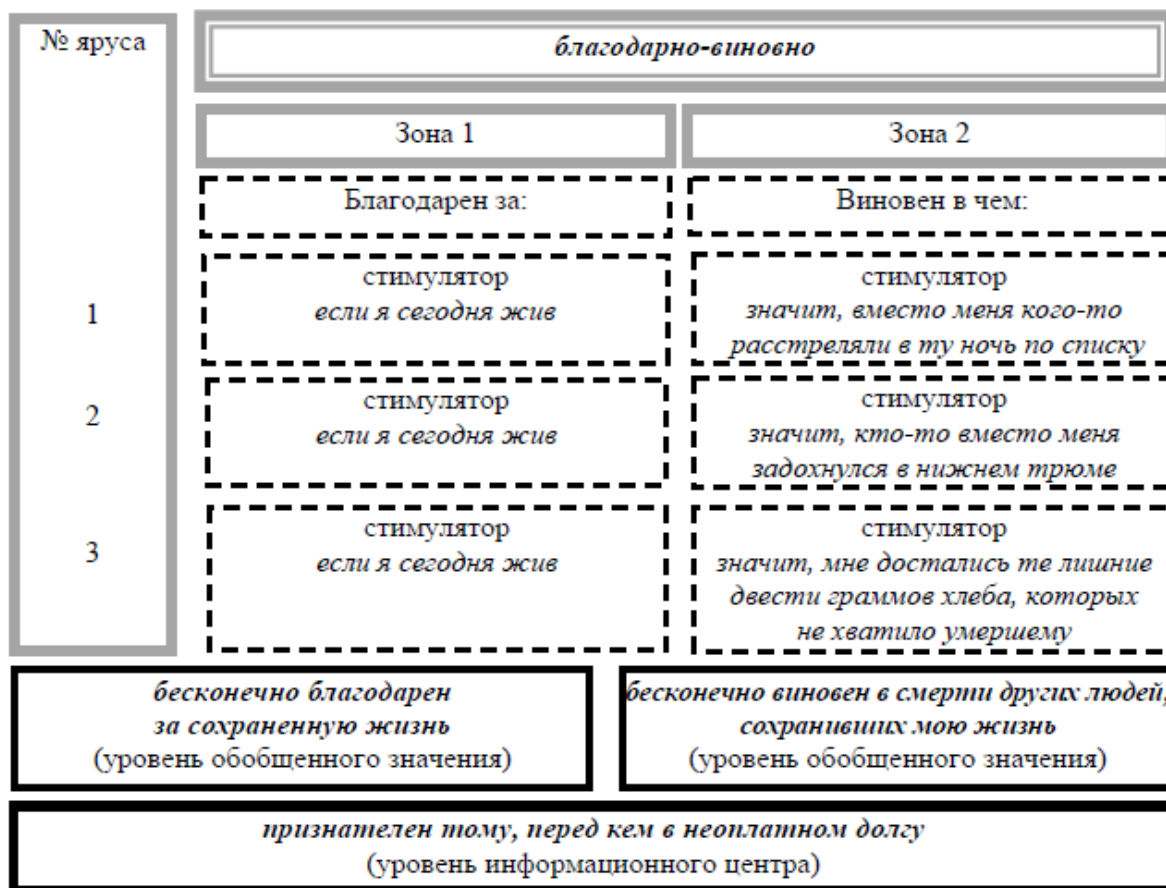 № яруса
благодарно-виновно
Зона 1
Зона 2
Благодарен за:
Виновен в чем:
1
стимулятор
если я сегодня жив
стимулятор
значит, вместо меня кого-то
расстреляли в ту ночь по списку
2
стимулятор
если я сегодня жив
стимулятор
значит, кто-то вместо меня
задохнулся в нижнем трюме
3
стимулятор
если я сегодня жив
стимулятор
значит, мне достались те лишние
двести граммов хлеба, которых
не хватило умершему
бесконечно благодарен
за сохраненную жизнь
(уровень обобщенного значения)
бесконечно виновен в смерти других людей,
сохранивших мою жизнь
(уровень обобщенного значения)
признателен тому, перед кем в неоплатном долгу
(уровень информационного центра)